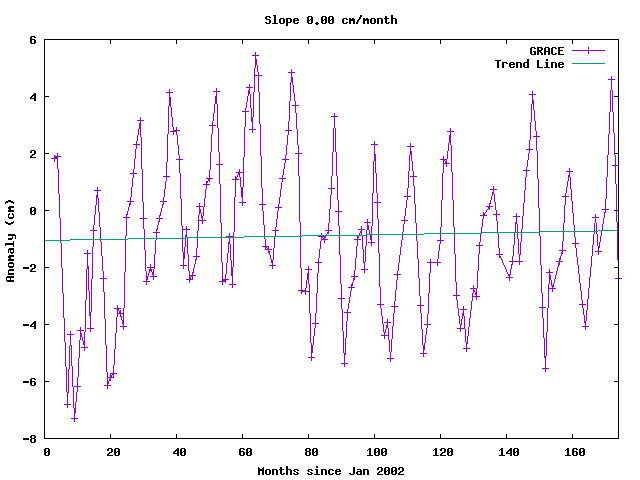 Slope 0.00 cm/month
GRACE
Trend Line
6
4
2
0
-2
-4
-6
-8
Anomaly (cm)
0 20 40 60 80 100 120 140 160
Months since Jan 2002